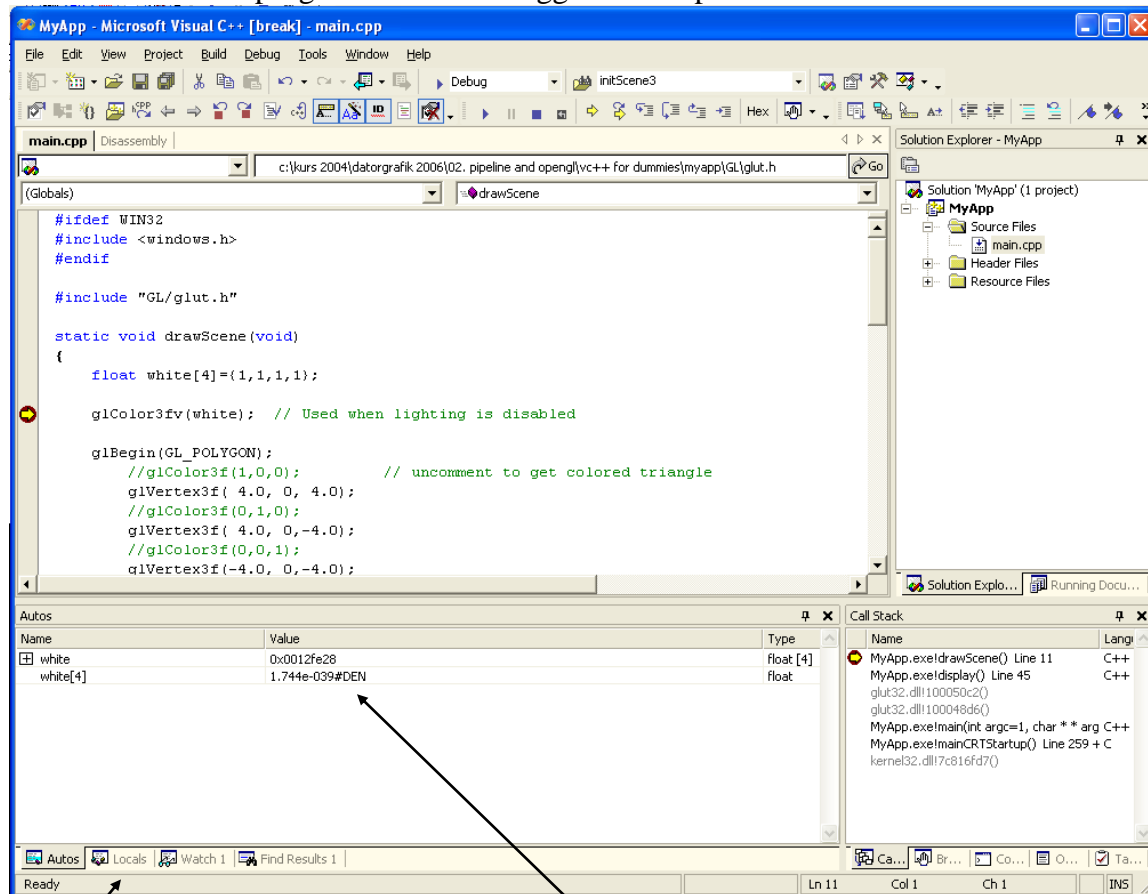 MyApp - Microsoft Visual C++ [break] - main.cpp
File Edit View Project Build Debug Tools Window Help
Debug initScene3
Hex
main.cpp Disassembly
c:\kurs 2004\datorgrafik 2006\02. pipeline and opengl\vc++ for dummies\myapp\GL\glut.h Go
(Globals) drawScene
#ifdef WIN32
#include <windows.h>
#endif
#include "GL/glut.h"
static void drawScene(void)
{
float white[4]={1,1,1,1};
glColor3fv(white); // Used when lighting is disabled
glBegin(GL_POLYGON);
//glColor3f(1,0,0); // uncomment to get colored triangle
glVertex3f( 4.0, 0, 4.0);
//glColor3f(0,1,0);
glVertex3f( 4.0, 0,-4.0);
//glColor3f(0,0,1);
glVertex3f(-4.0, 0,-4.0);
Solution Explorer - MyApp
Solution 'MyApp' (1 project)
MyApp
Source Files
main.cpp
Header Files
Resource Files
Solution Explo... Running Docu...
Autos
Name Value Type
white 0x0012fe28 float [4]
white[4] 1.744e-039#DEN float
Autos Locals Watch 1 Find Results 1
Call Stack
Name Langu
MyApp.exe!drawScene() Line 11 C++
MyApp.exe!display() Line 45 C++
glut32.dll!100050c2()
glut32.dll!100048d6()
MyApp.exe!main(int argc=1, char * * arg C++
MyApp.exe!mainCRTStartup() Line 259 + C
kernel32.dll!7c816fd7()
Ca... Br... Co... O... Ta...
Ready Ln 11 Col 1 Ch 1 INS